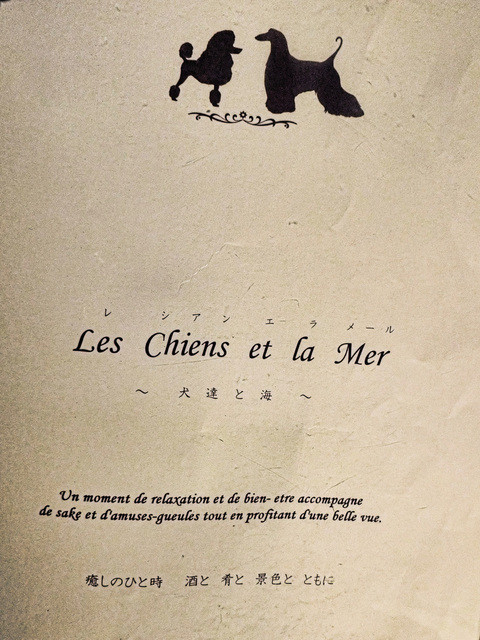 レ シアン エ ラ メール
Les Chiens et la Mer
～ 犬達と海 ～
Un moment de relaxation et de bien- etre accompagne
de sake et d'amuses-gueules tout en profitant d'une belle vue.
癒しのひと時 酒と 肴と 景色と ともに